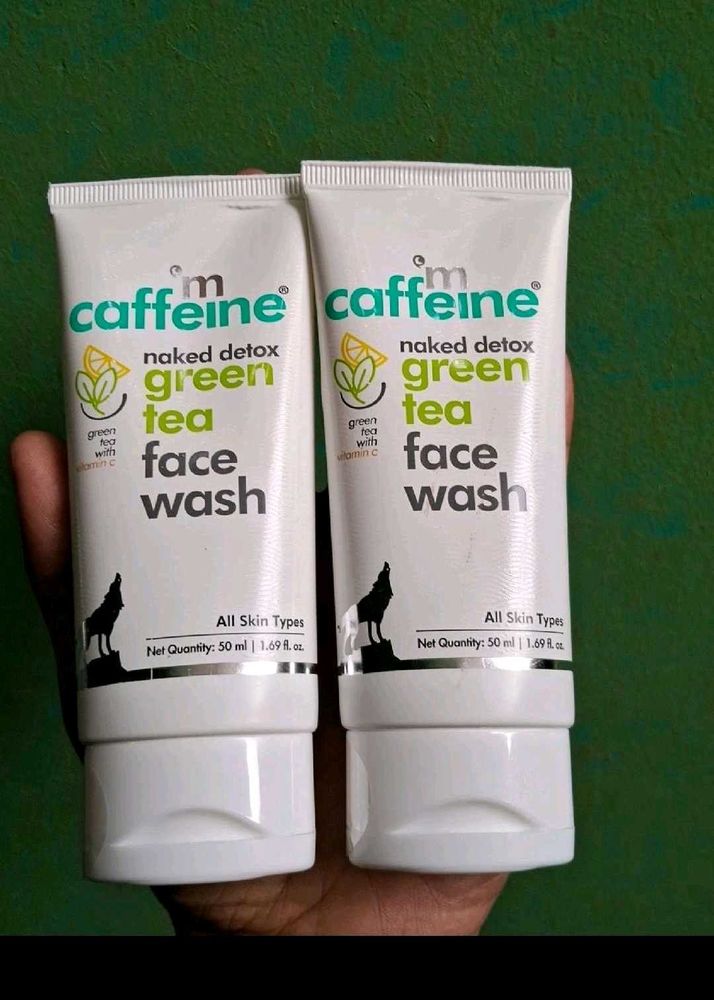 'm
caffeine®
naked detox
green
tea
face
wash
green
tea
with
vitamin c
All Skin Types
Net Quantity: 50 ml | 1.69 fl. oz.
'm
caffeine®
naked detox
green
tea
face
wash
green
tea
with
vitamin c
All Skin Types
Net Quantity: 50 ml | 1.69 fl. oz.